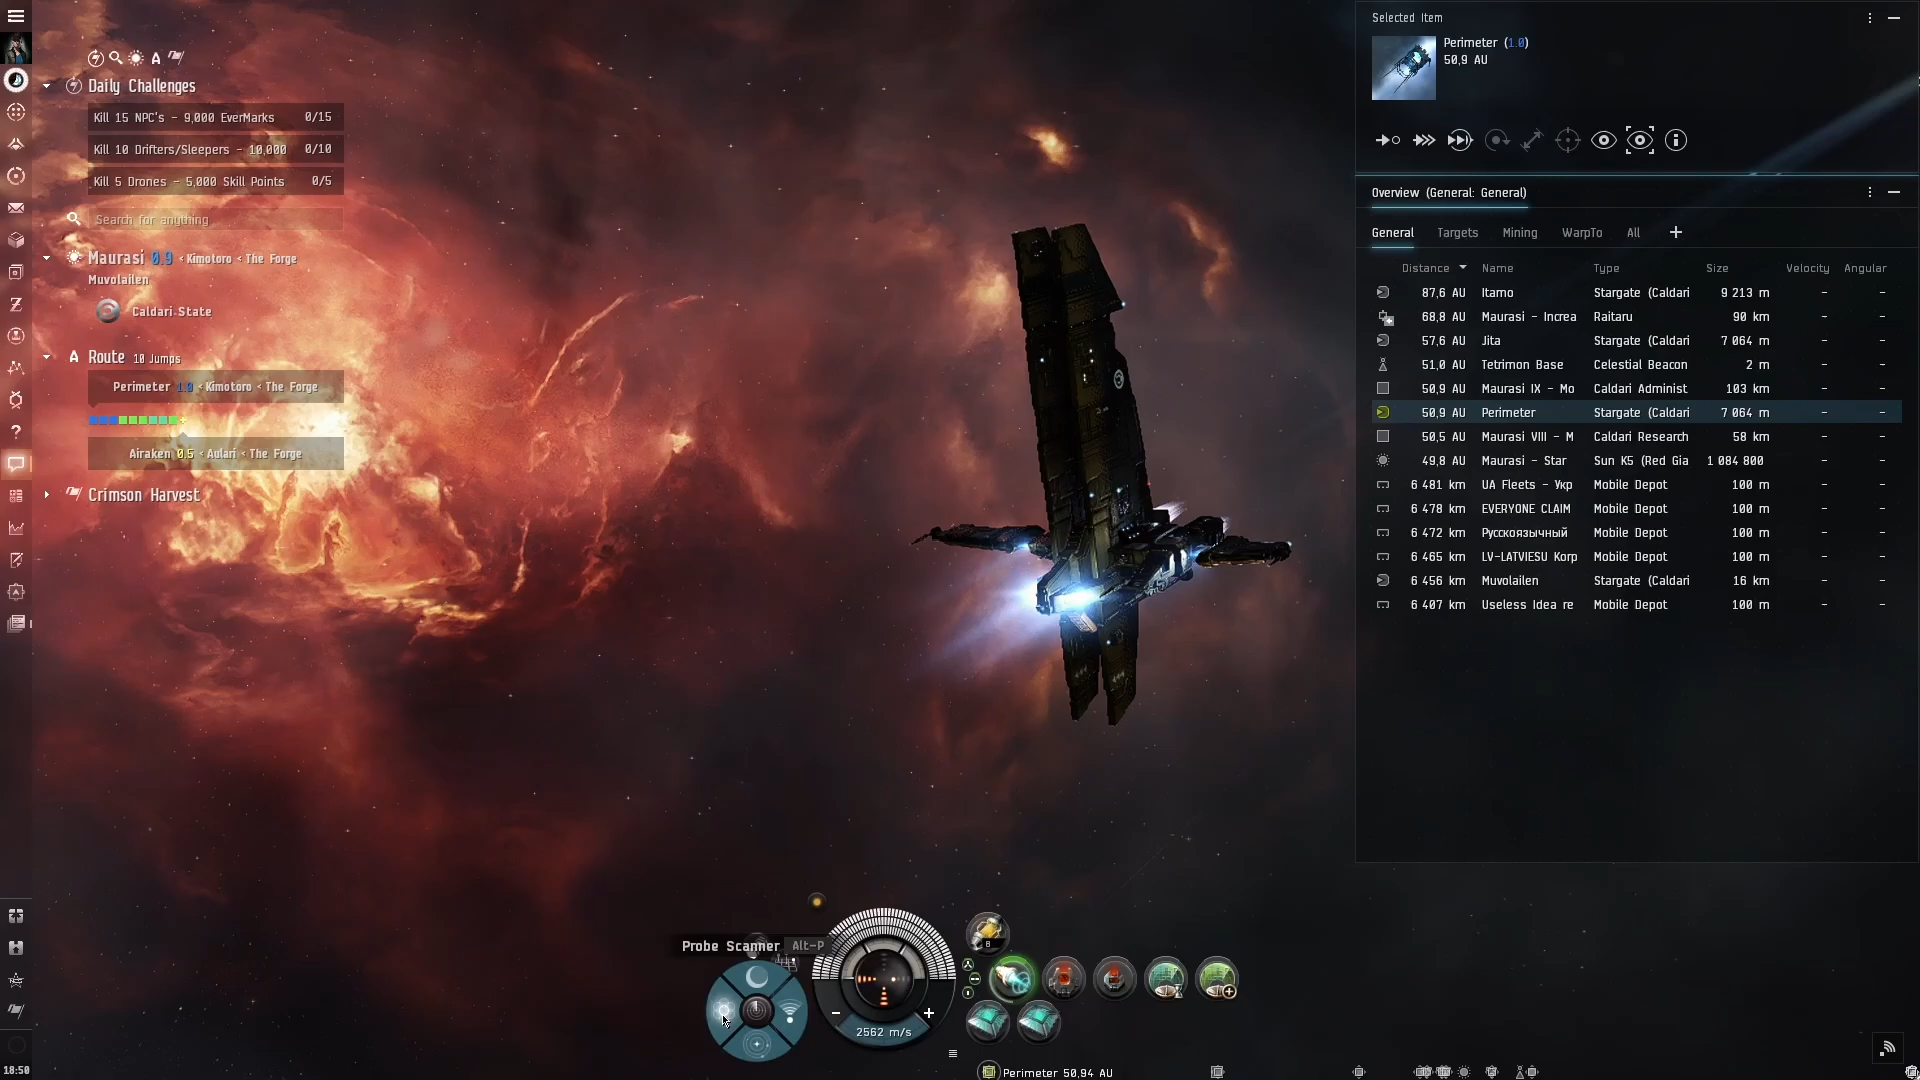 Daily Challenges
Kill 15 NPC's - 9,000 EverMarks 0/15
Kill 10 Drifters/Sleepers - 10,000 0/10
Kill 5 Drones - 5,000 Skill Points 0/5
Search for anything
Maurasi 0.9 < Kimotoro < The Forge
Muvolailen
Caldari State
Route 10 Jumps
Perimeter 1.0 < Kimotoro < The Forge
Airaken 0.5 < Aulari < The Forge
Crimson Harvest
18:50
Selected Item
Perimeter (1.0)
50,9 AU
Overview (General: General)
General Targets Mining WarpTo All +
Distance Name Type Size Velocity Angular
87,6 AU Itamo Stargate (Caldari 9 213 m - -
68,8 AU Maurasi - Increa Raitaru 90 km - -
57,6 AU Jita Stargate (Caldari 7 064 m - -
51,0 AU Tetrimon Base Celestial Beacon 2 m - -
50,9 AU Maurasi IX - Mo Caldari Administ 103 km - -
50,9 AU Perimeter Stargate (Caldari 7 064 m - -
50,5 AU Maurasi VIII - M Caldari Research 58 km - -
49,8 AU Maurasi - Star Sun K5 (Red Gia 1 084 800 - -
6 481 km UA Fleets - Укр Mobile Depot 100 m - -
6 478 km EVERYONE CLAIM Mobile Depot 100 m - -
6 472 km Русскоязычный Mobile Depot 100 m - -
6 465 km LV-LATVIESU Korp Mobile Depot 100 m - -
6 456 km Muvolailen Stargate (Caldari 16 km - -
6 407 km Useless Idea re Mobile Depot 100 m - -
Probe Scanner Alt-P
8
- +
2562 m/s
Perimeter 50,94 AU